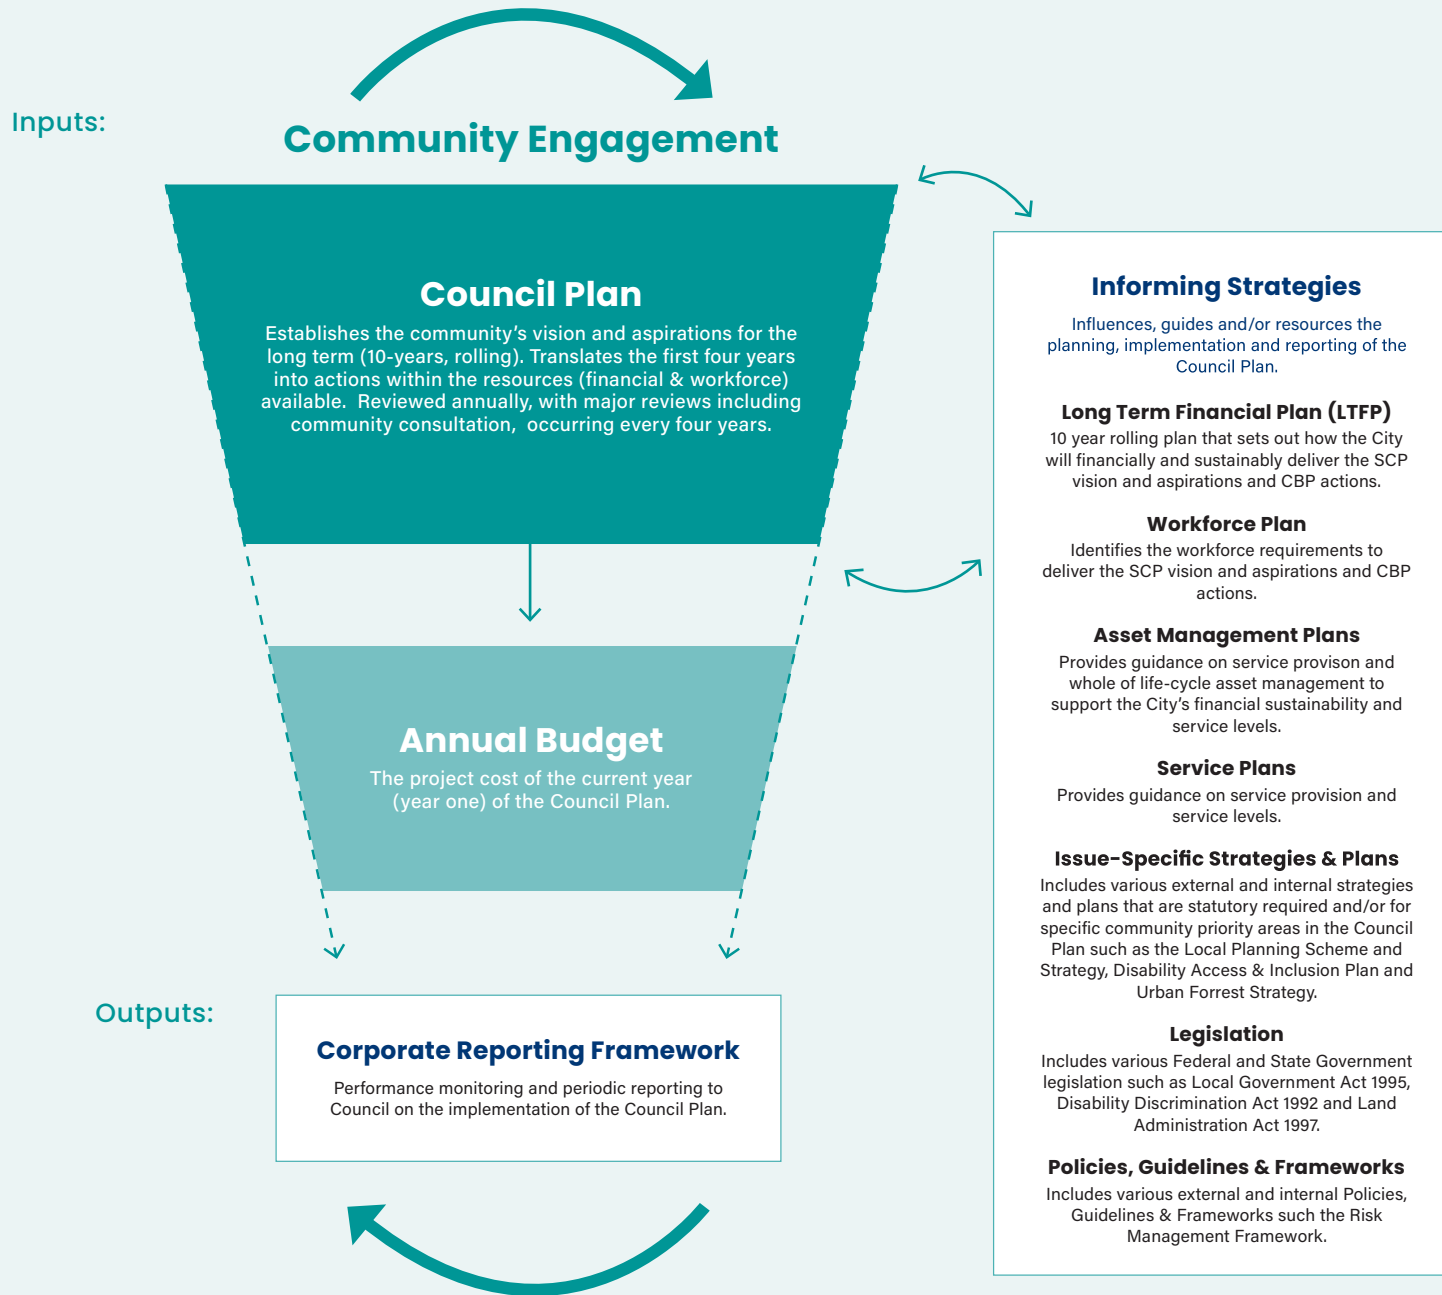 Inputs:
Community Engagement
Council Plan
Establishes the community’s vision and aspirations for the
long term (10-years, rolling). Translates the first four years
into actions within the resources (financial & workforce)
available. Reviewed annually, with major reviews including
community consultation, occurring every four years.
Annual Budget
The project cost of the current year
(year one) of the Council Plan.
Outputs:
Corporate Reporting Framework
Performance monitoring and periodic reporting to
Council on the implementation of the Council Plan.
Informing Strategies
Influences, guides and/or resources the
planning, implementation and reporting of the
Council Plan.
Long Term Financial Plan (LTFP)
10 year rolling plan that sets out how the City
will financially and sustainably deliver the SCP
vision and aspirations and CBP actions.
Workforce Plan
Identifies the workforce requirements to
deliver the SCP vision and aspirations and CBP
actions.
Asset Management Plans
Provides guidance on service provison and
whole of life-cycle asset management to
support the City’s financial sustainability and
service levels.
Service Plans
Provides guidance on service provision and
service levels.
Issue-Specific Strategies & Plans
Includes various external and internal strategies
and plans that are statutory required and/or for
specific community priority areas in the Council
Plan such as the Local Planning Scheme and
Strategy, Disability Access & Inclusion Plan and
Urban Forrest Strategy.
Legislation
Includes various Federal and State Government
legislation such as Local Government Act 1995,
Disability Discrimination Act 1992 and Land
Administration Act 1997.
Policies, Guidelines & Frameworks
Includes various external and internal Policies,
Guidelines & Frameworks such the Risk
Management Framework.